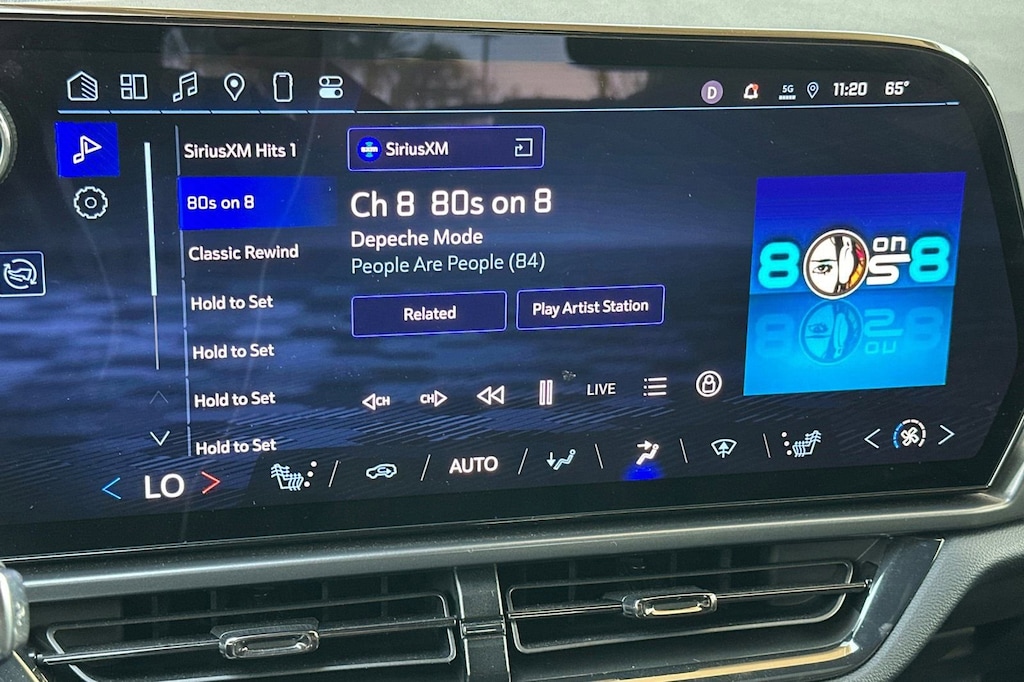 D 5G 11:20 65°
SiriusXM Hits 1
80s on 8
Classic Rewind
Hold to Set
Hold to Set
Hold to Set
Hold to Set
SiriusXM
Ch 8 80s on 8
Depeche Mode
People Are People (84)
Related
Play Artist Station
80s on 8
CH CH LIVE
LO AUTO